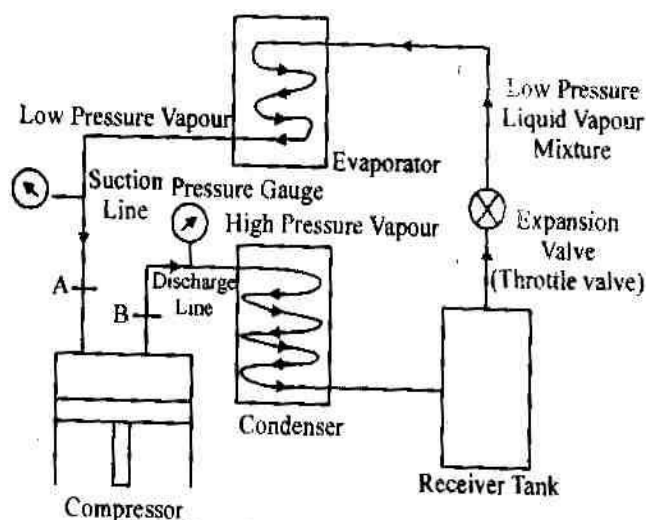 Low Pressure Vapour
Evaporator
Low Pressure
Liquid Vapour
Mixture
Suction
Line
Pressure Gauge
High Pressure Vapour
Expansion
Valve
(Throttle valve)
A
B
Discharge
Line
Condenser
Receiver Tank
Compressor